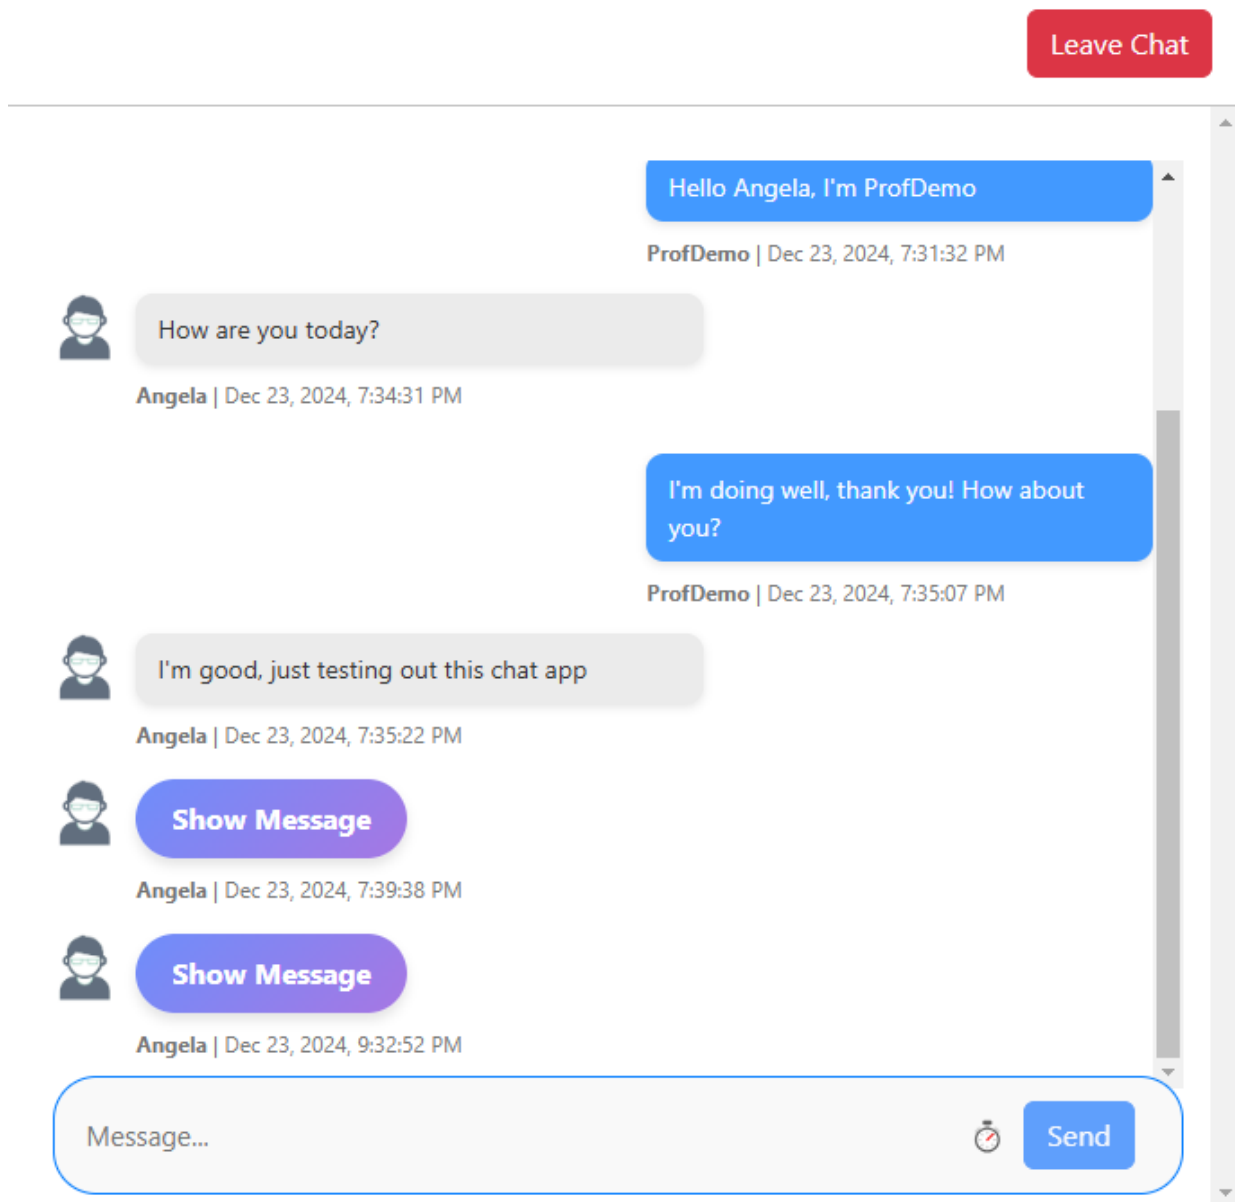 Leave Chat
Hello Angela, I'm ProfDemo
ProfDemo | Dec 23, 2024, 7:31:32 PM
How are you today?
Angela | Dec 23, 2024, 7:34:31 PM
I'm doing well, thank you! How about
you?
ProfDemo | Dec 23, 2024, 7:35:07 PM
I'm good, just testing out this chat app
Angela | Dec 23, 2024, 7:35:22 PM
Show Message
Angela | Dec 23, 2024, 7:39:38 PM
Show Message
Angela | Dec 23, 2024, 9:32:52 PM
Message...
Send